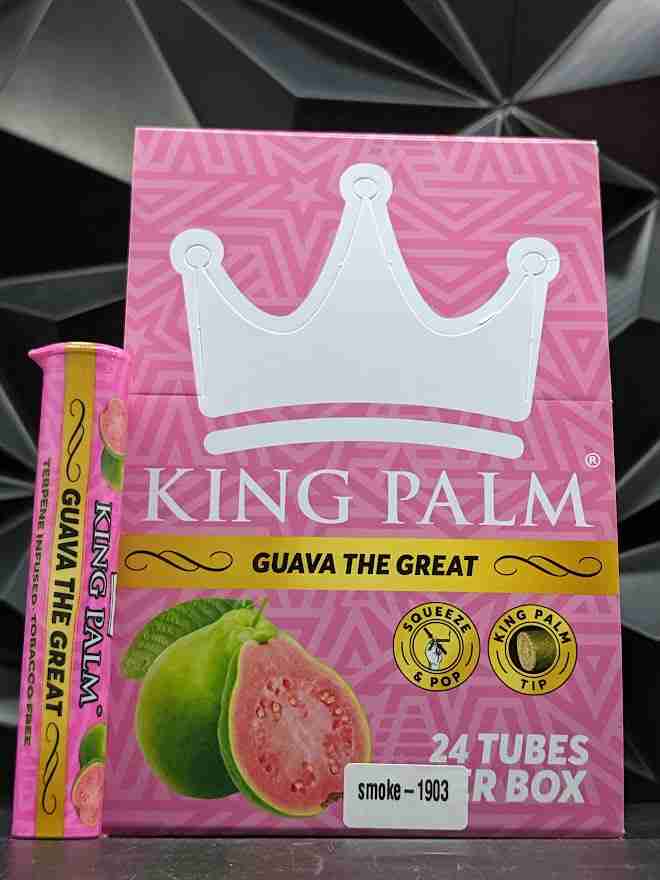 KING PALM®
GUAVA THE GREAT
SQUEEZE
& POP
KING PALM
TIP
24 TUBES
BOX
smoke – 1903
KING PALM®
GUAVA THE GREAT
TERPENE INFUSED · TOBACCO FREE